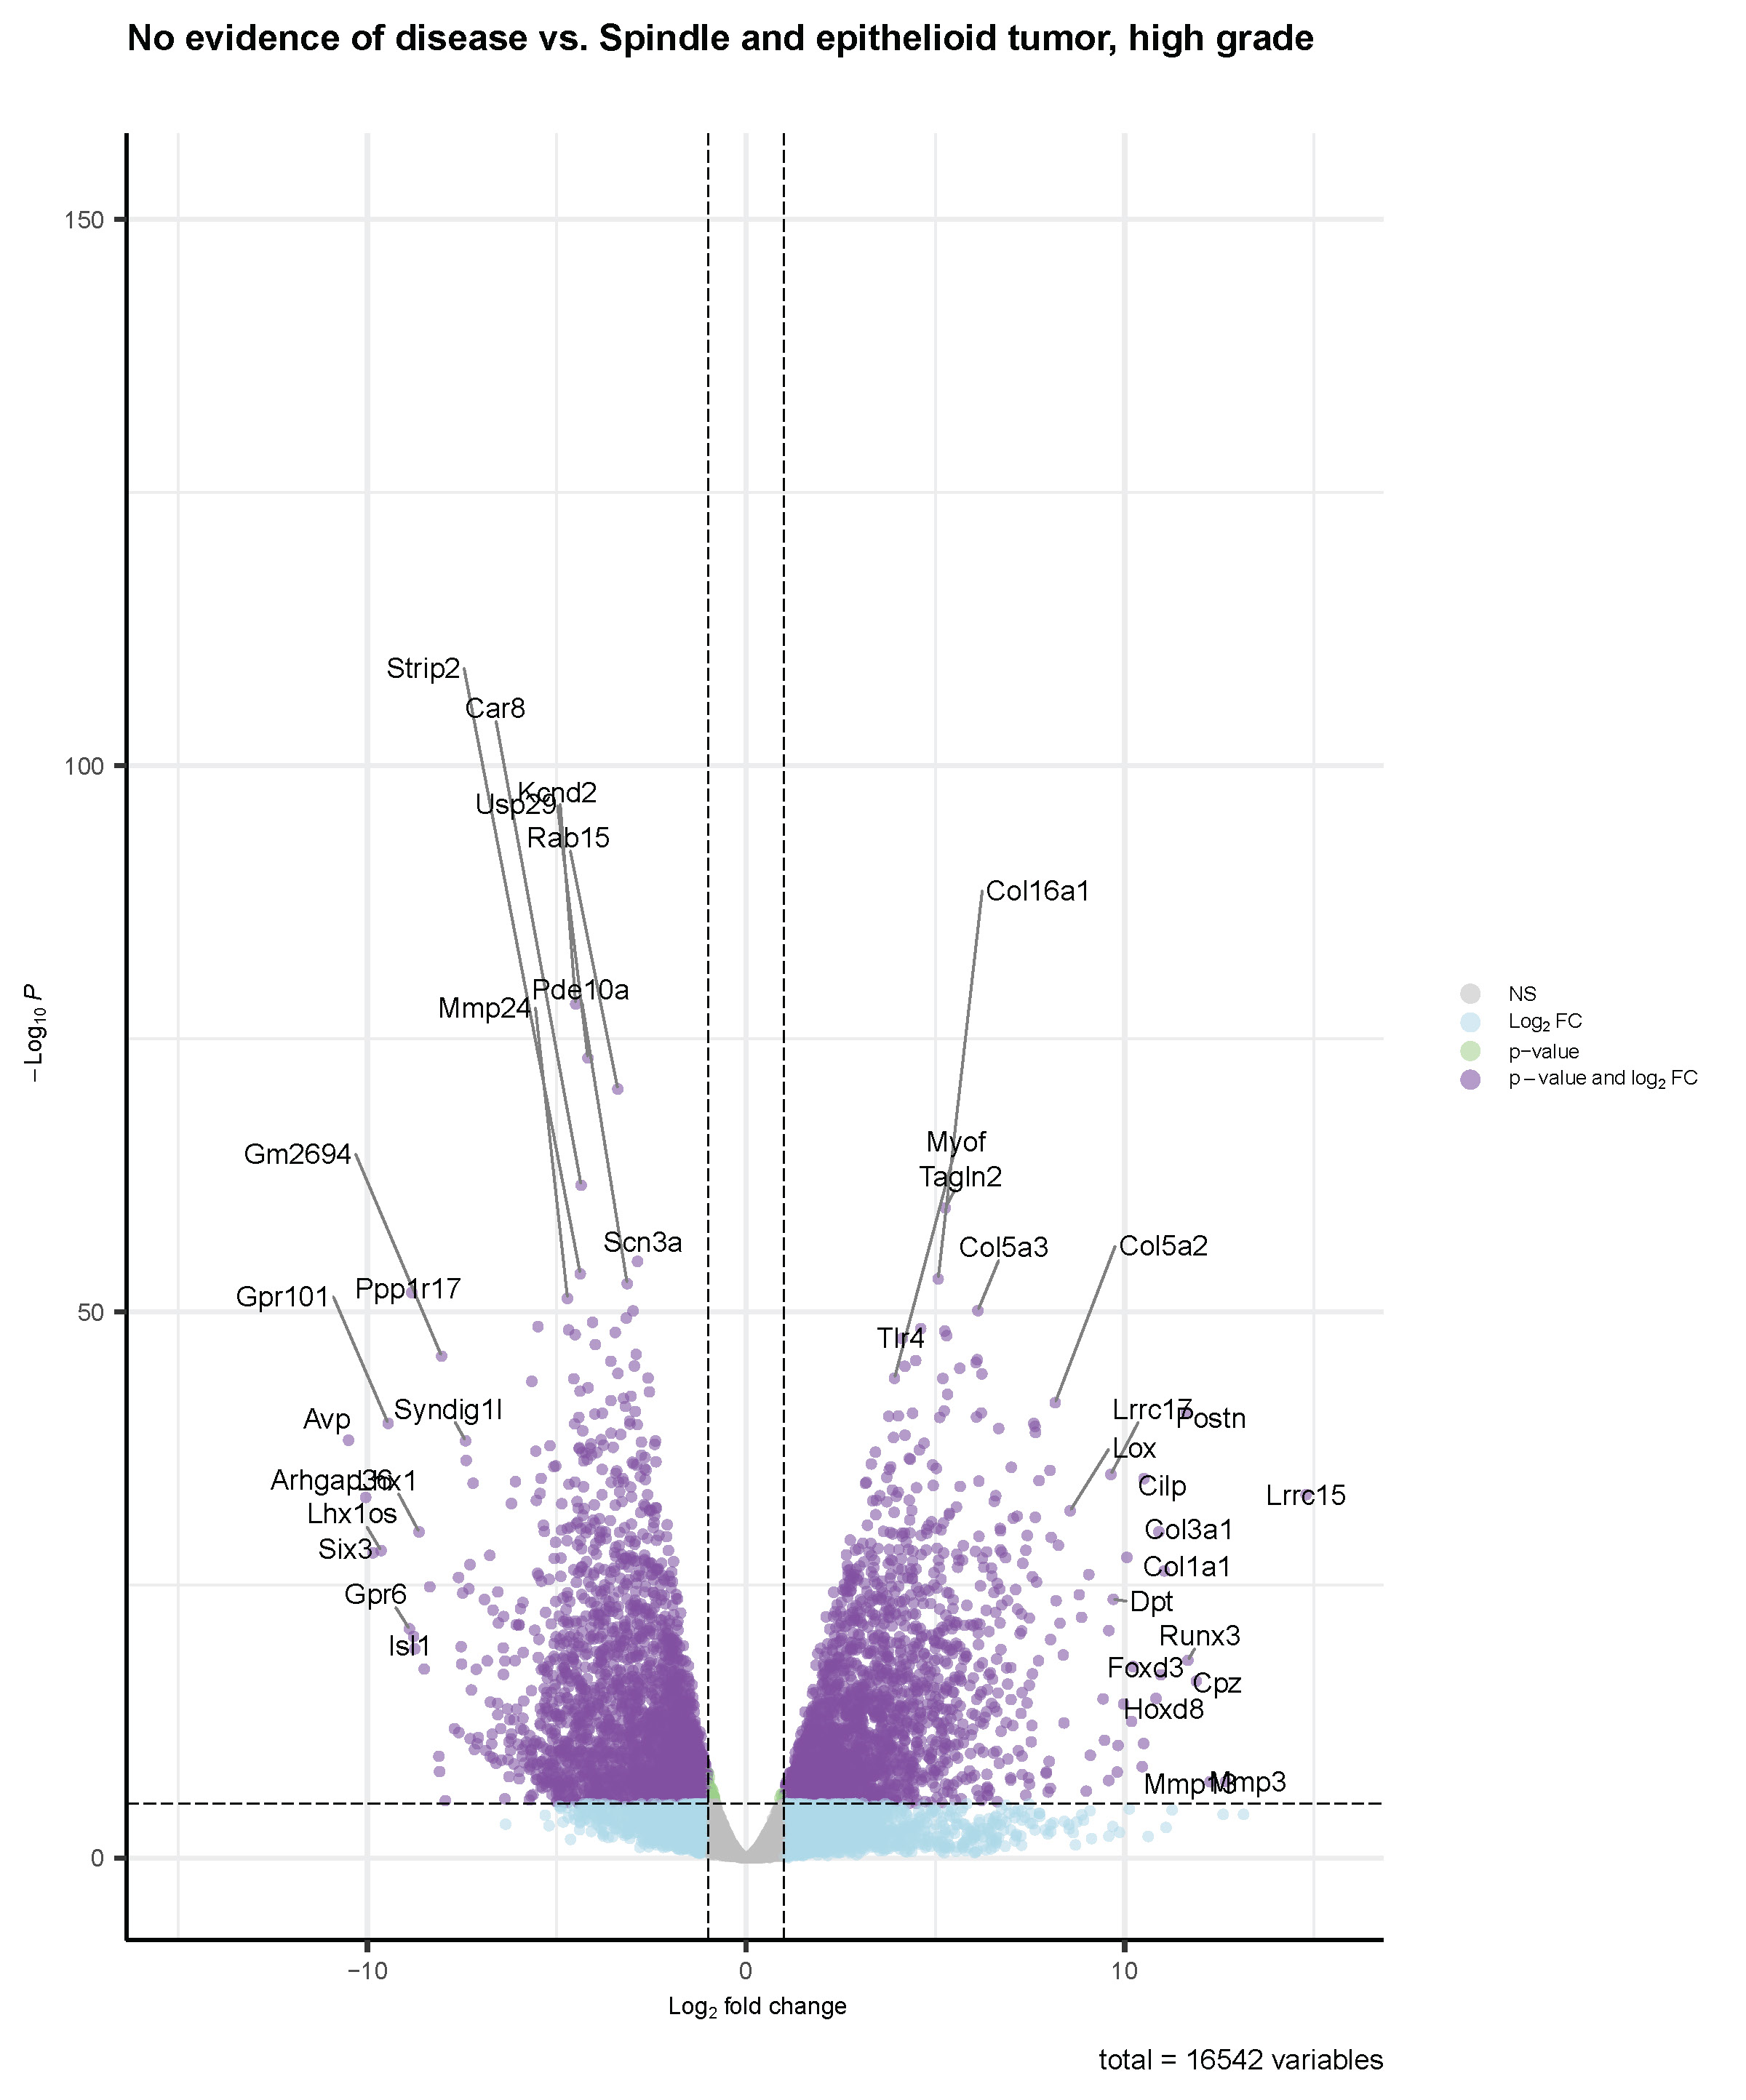 No evidence of disease vs. Spindle and epithelioid tumor, high grade
150
100
50
0
−Log10 P
Strip2
Car8
Kcnd2
Usp29
Rab15
Col16a1
Pde10a
Mmp24
Myof
Gm2694
Tagln2
Scn3a
Col5a3
Col5a2
Ppp1r17
Gpr101
Tlr4
Syndig1l
Avp
Lrrc17
Postn
Lox
Arhgap36
Lhx1
Cilp
Lrrc15
Lhx1os
Col3a1
Six3
Col1a1
Gpr6
Dpt
Isl1
Runx3
Foxd3
Cpz
Hoxd8
Mmp13
Mmp3
NS
Log2 FC
p−value
p − value and log2 FC
−10
0
10
Log2 fold change
total = 16542 variables